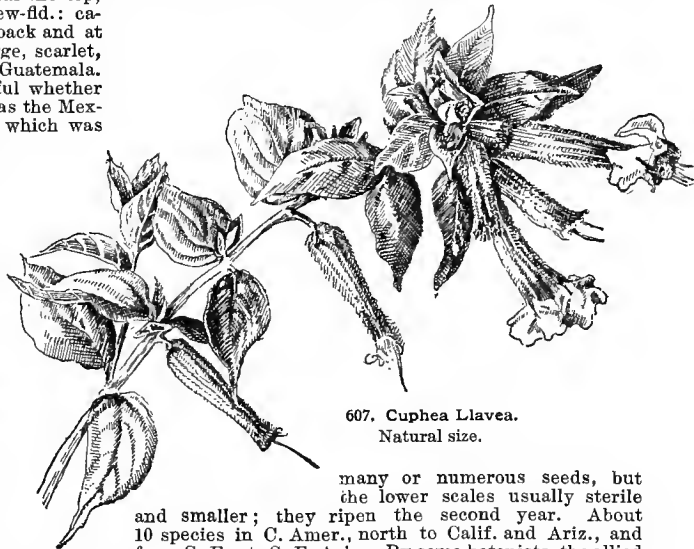 ew-fld.: ca-
back and at
ge, scarlet,
Guatemala.
ful whether
as the Mex-
which was
607. Cuphea Llavea.
Natural size.
many or numerous seeds, but
the lower scales usually sterile
and smaller; they ripen the second year. About
10 species in C. Amer., north to Calif. and Ariz., and